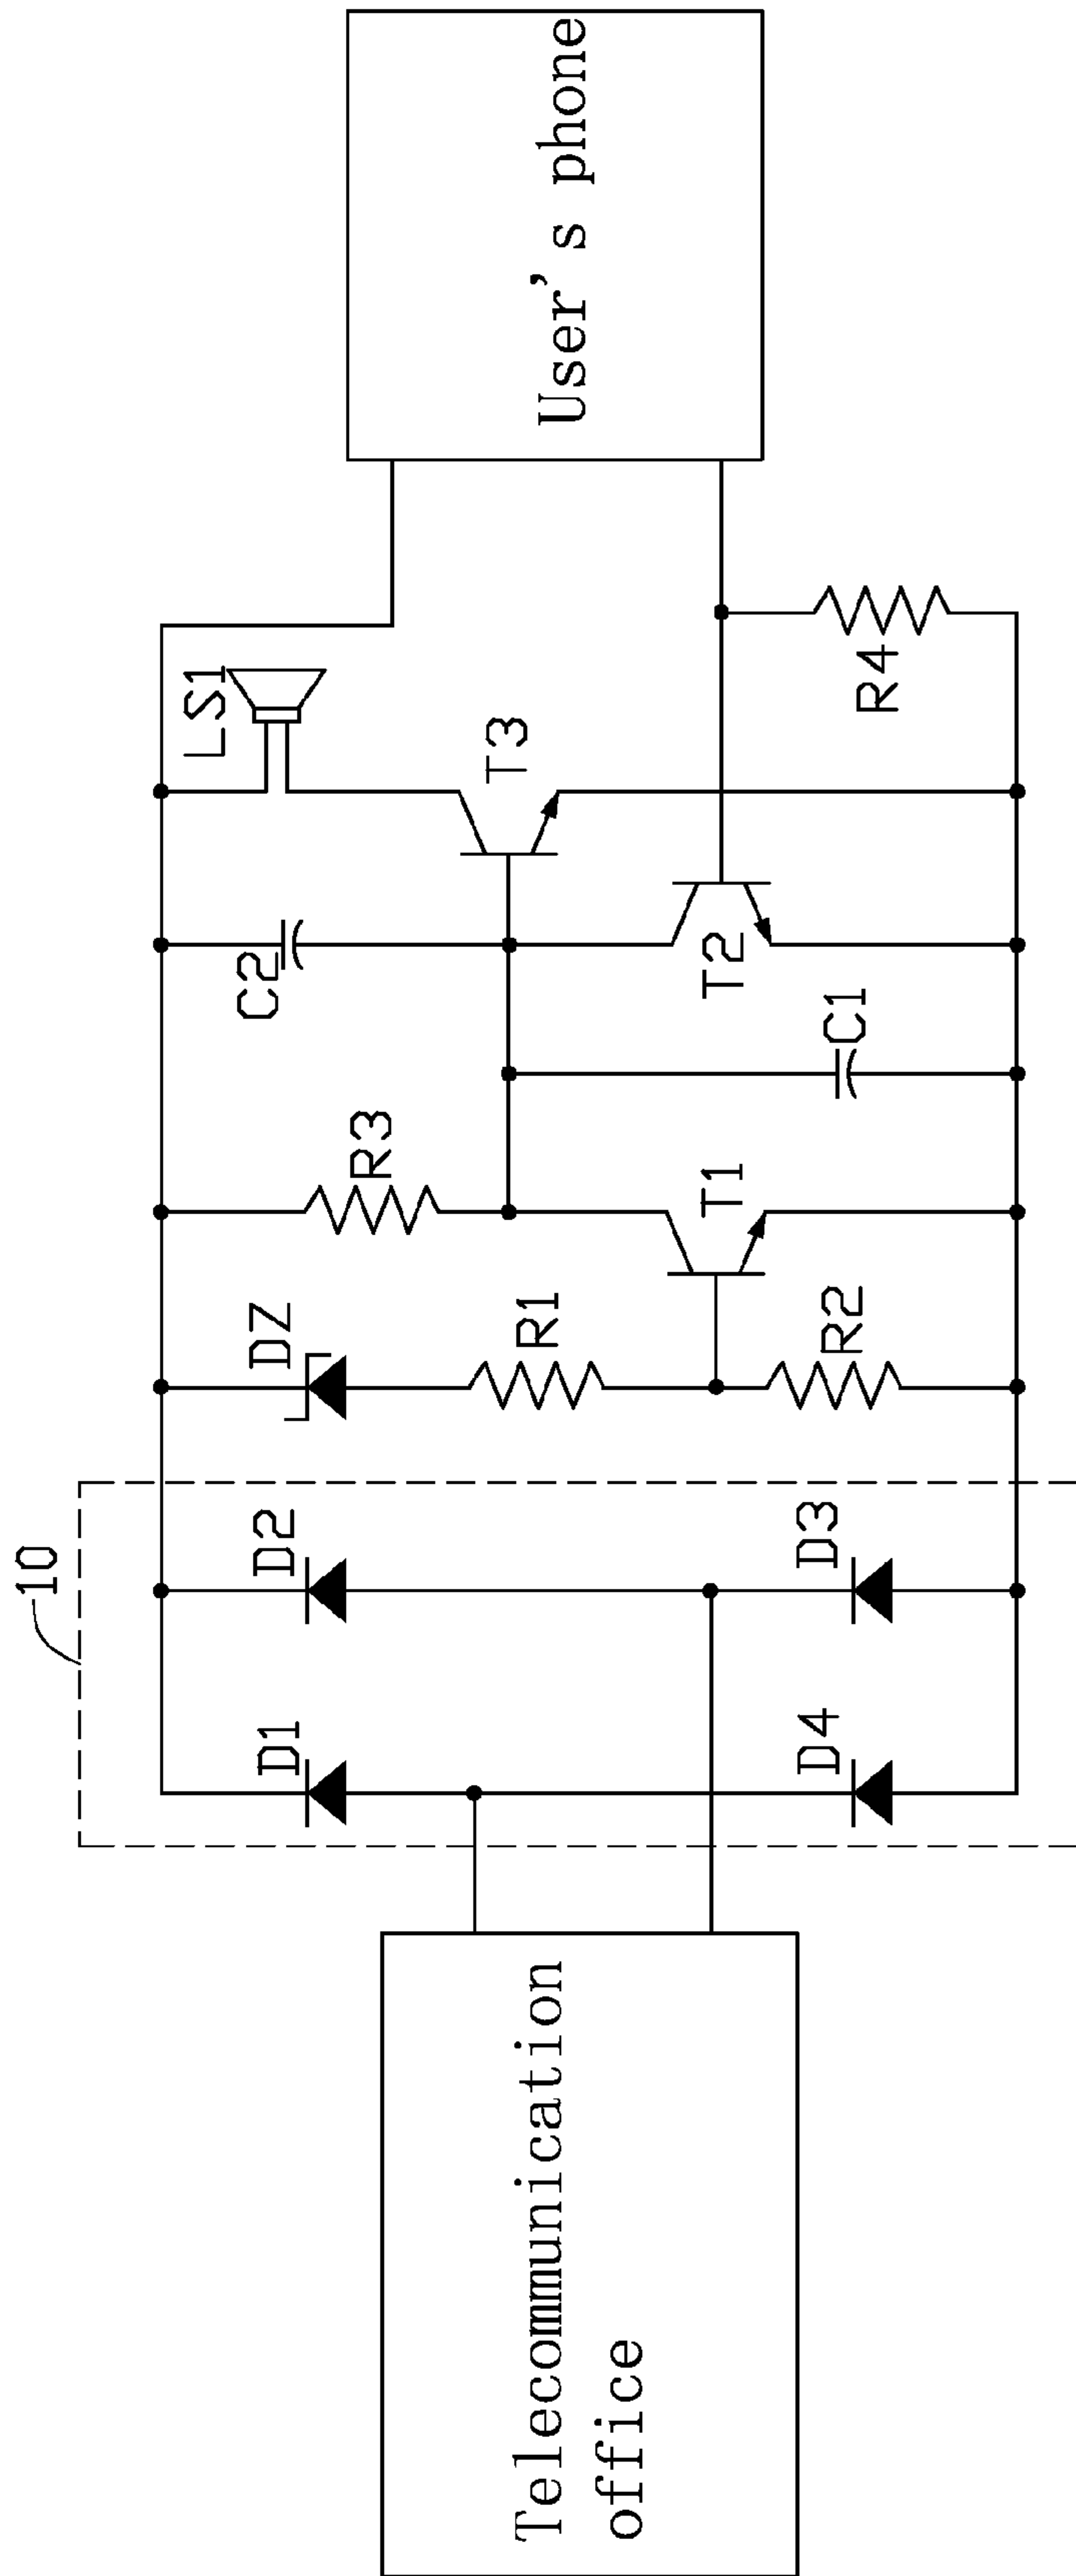 10
D1
D2
D4
D3
DZ
R1
R2
R3
T1
C1
C2
T2
T3
LS1
R4
Telecommunication
office
User's phone